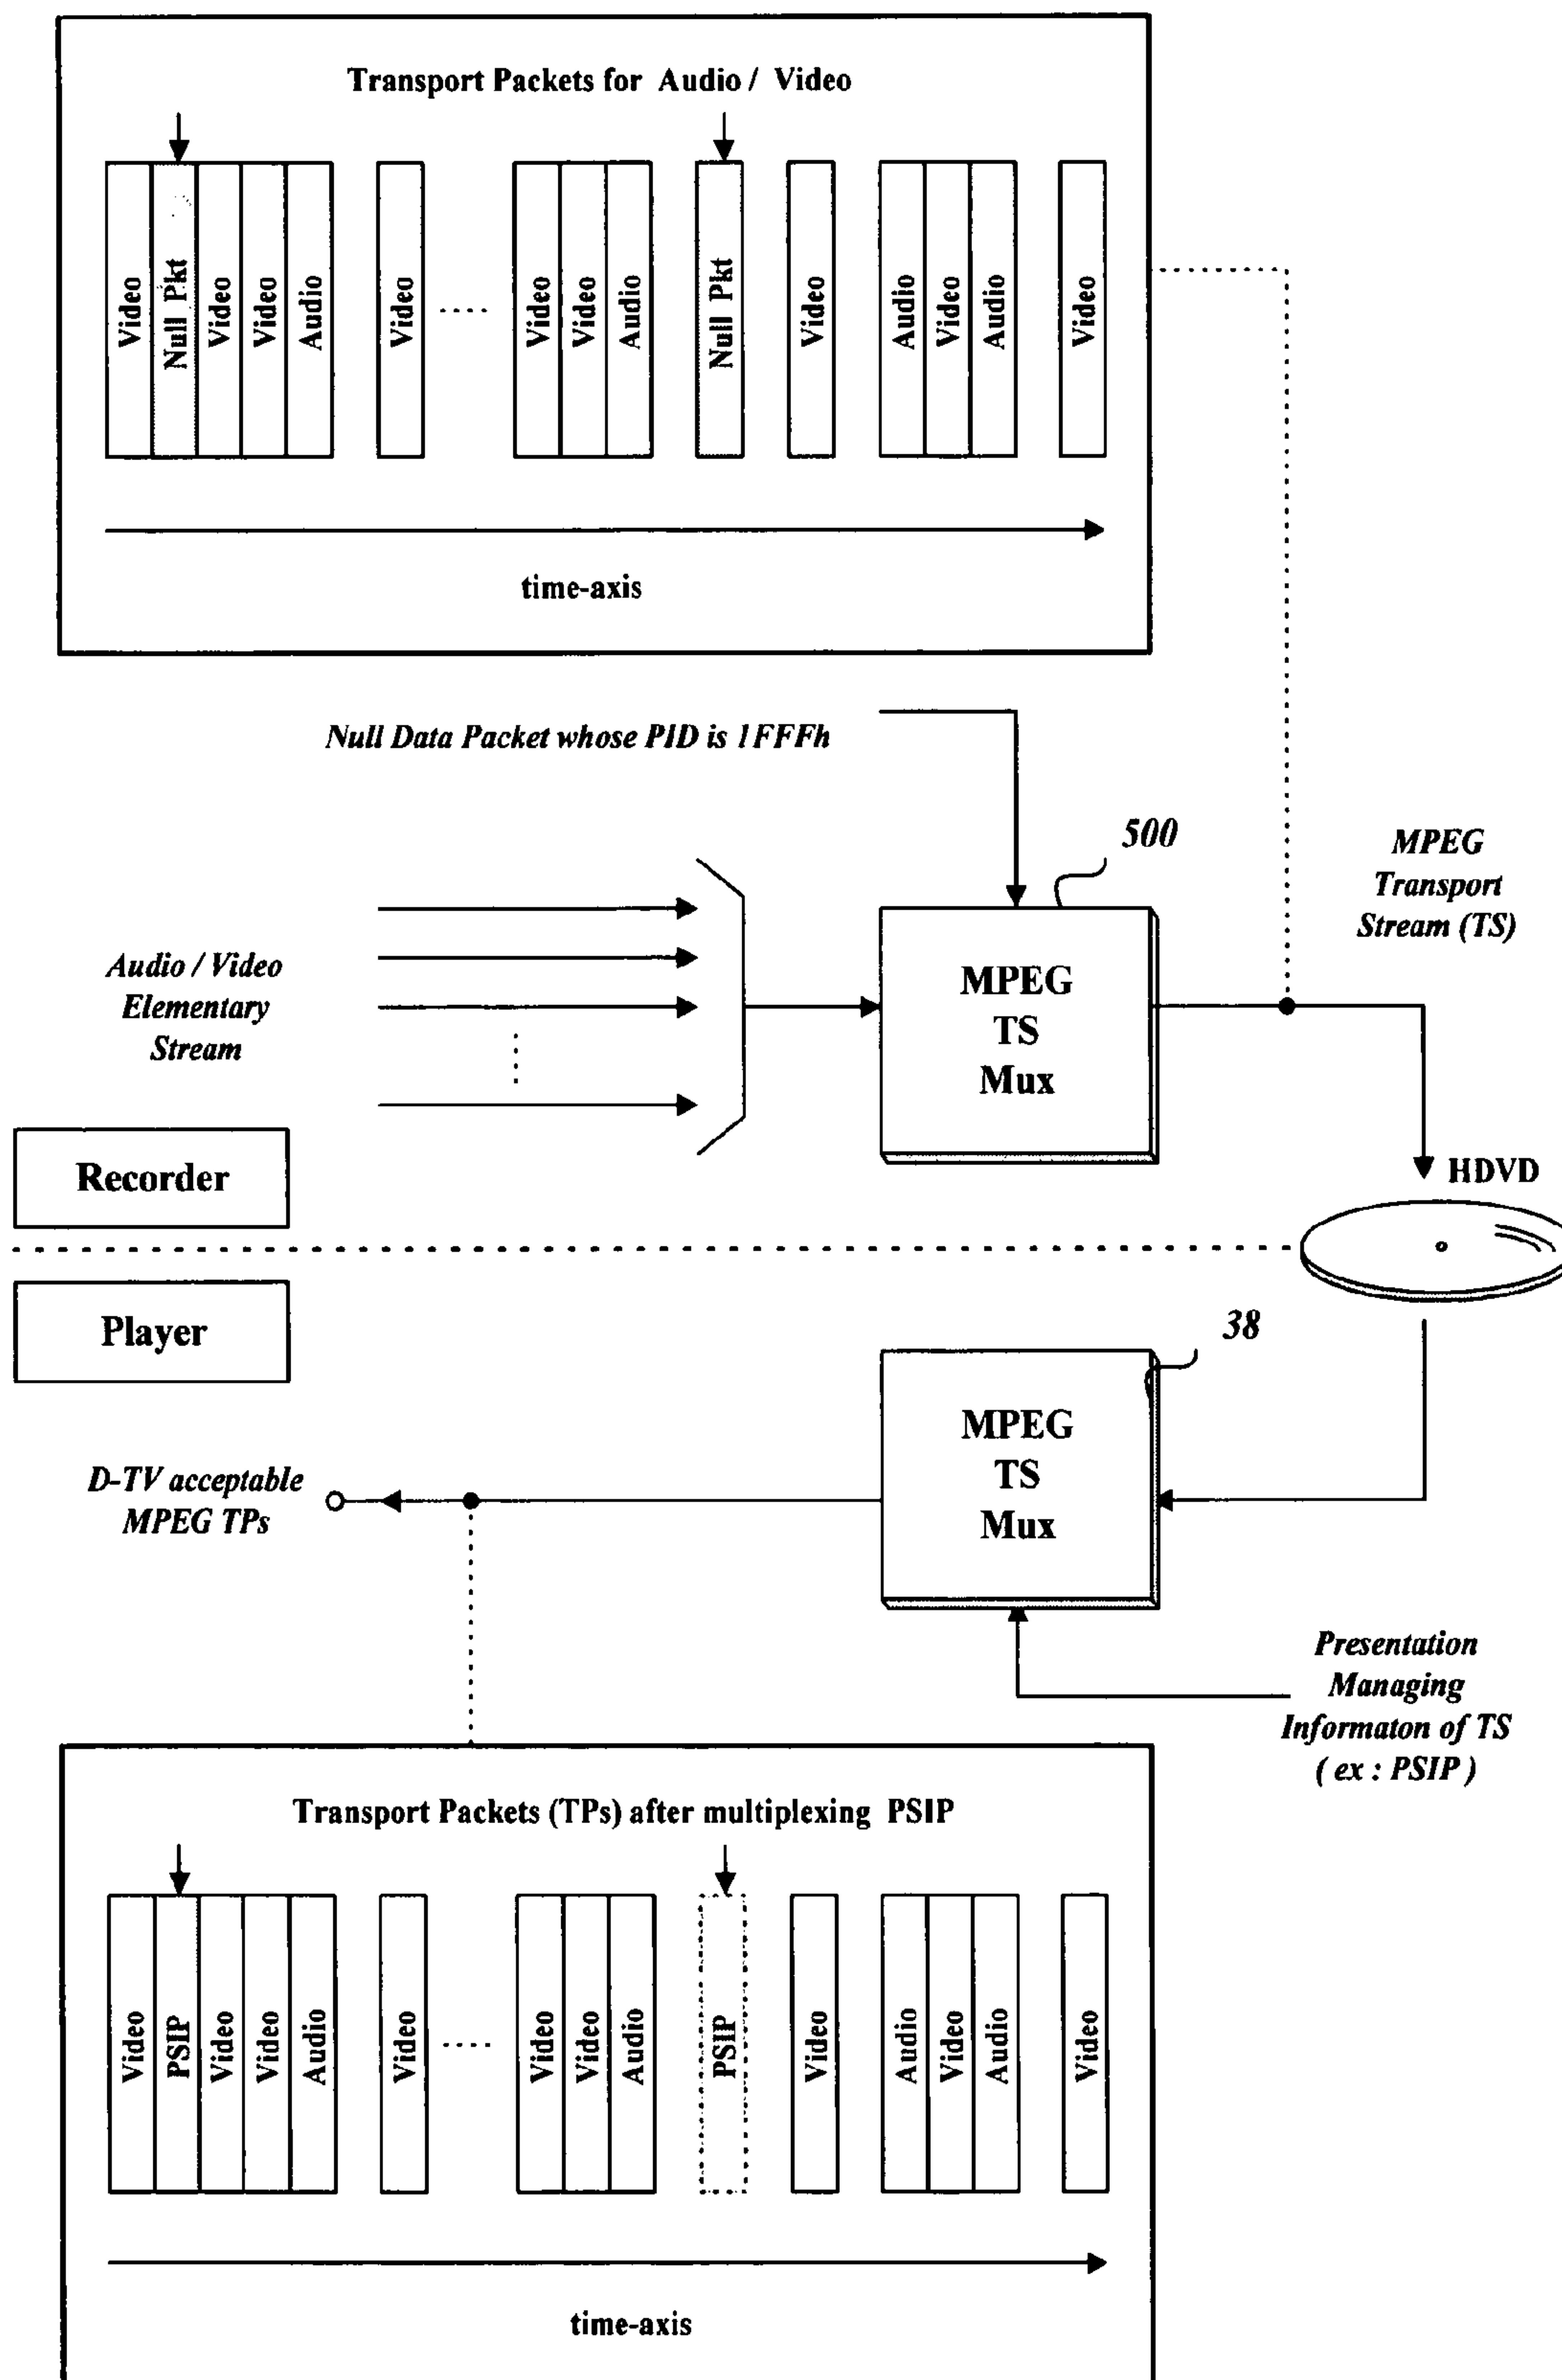 Transport Packets for Audio / Video
Video
Null Pkt
Video
Video
Audio
Video
Video
Video
Audio
Null Pkt
Video
Audio
Video
Audio
Video
time-axis
Null Data Packet whose PID is 1FFFh
500
MPEG
Transport
Stream (TS)
Audio / Video
Elementary
Stream
MPEG
TS
Mux
Recorder
HDVD
Player
38
MPEG
TS
Mux
D-TV acceptable
MPEG TPs
Presentation
Managing
Informaton of TS
( ex : PSIP )
Transport Packets (TPs) after multiplexing PSIP
Video
PSIP
Video
Video
Audio
Video
Video
Video
Audio
PSIP
Video
Audio
Video
Audio
Video
time-axis